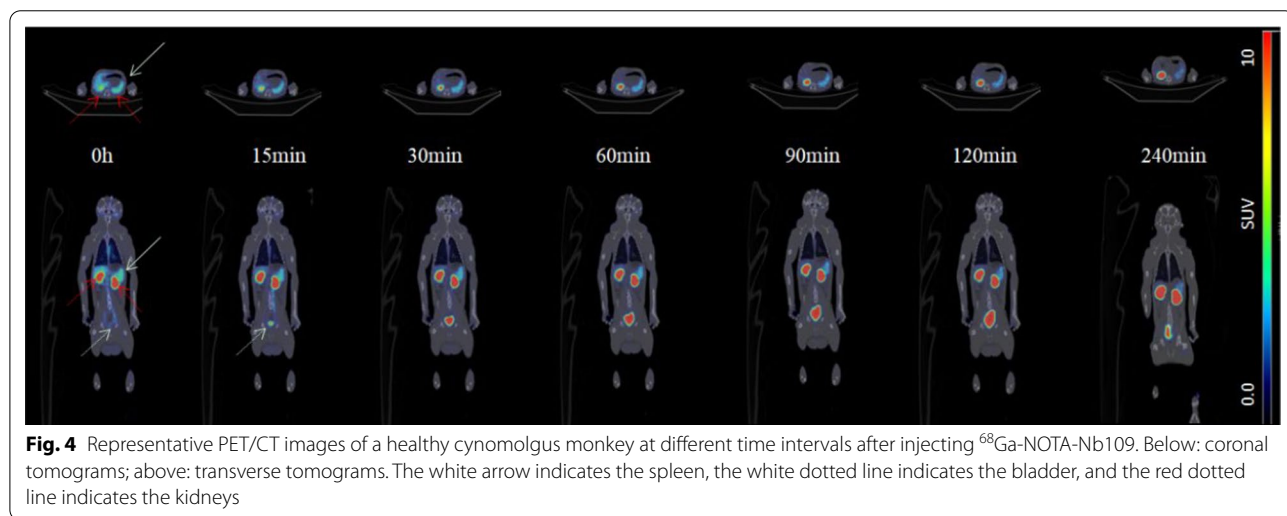 0h 15min 30min 60min 90min 120min 240min
10
SUV
0.0
Fig. 4 Representative PET/CT images of a healthy cynomolgus monkey at different time intervals after injecting ⁶⁸Ga-NOTA-Nb109. Below: coronal
tomograms; above: transverse tomograms. The white arrow indicates the spleen, the white dotted line indicates the bladder, and the red dotted
line indicates the kidneys